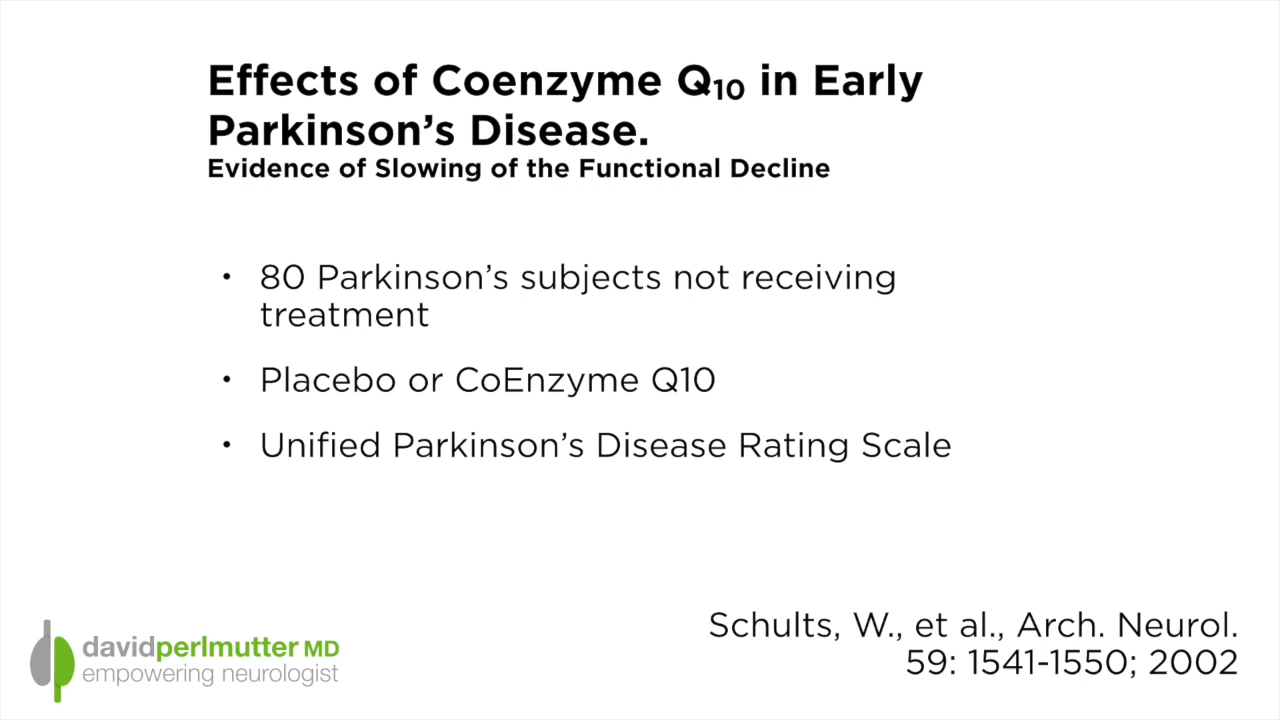 Effects of Coenzyme Q₁₀ in Early
Parkinson’s Disease.
Evidence of Slowing of the Functional Decline
• 80 Parkinson’s subjects not receiving
treatment
• Placebo or CoEnzyme Q10
• Unified Parkinson’s Disease Rating Scale
Schults, W., et al., Arch. Neurol.
59: 1541-1550; 2002
davidperlmutter MD
empowering neurologist